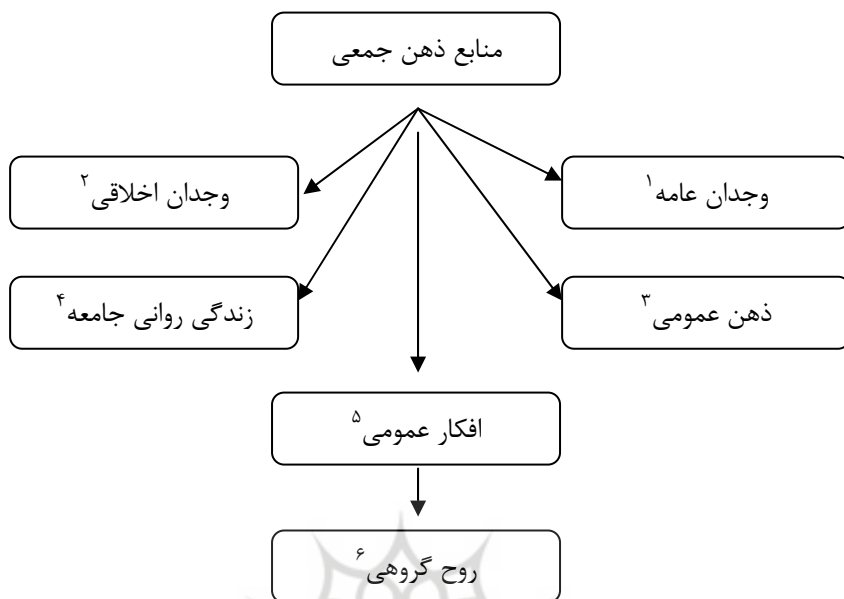 منابع ذهن جمعی
وجدان عامه۱
وجدان اخلاقی۲
ذهن عمومی۳
زندگی روانی جامعه۴
افکار عمومی۵
روح گروهی۶